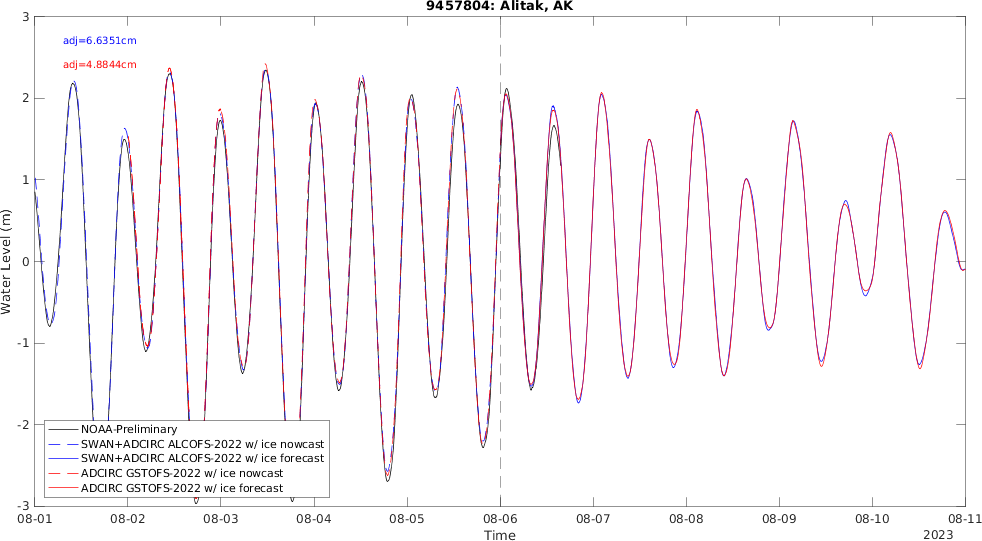 9457804: Alitak, AK
adj=6.6351cm
adj=4.8844cm
3
2
1
0
-1
-2
-3
Water Level (m)
NOAA-Preliminary
SWAN+ADCIRC ALCOFS-2022 w/ ice nowcast
SWAN+ADCIRC ALCOFS-2022 w/ ice forecast
ADCIRC GSTOFS-2022 w/ ice nowcast
ADCIRC GSTOFS-2022 w/ ice forecast
08-01 08-02 08-03 08-04 08-05 08-06 08-07 08-08 08-09 08-10 08-11
Time
2023